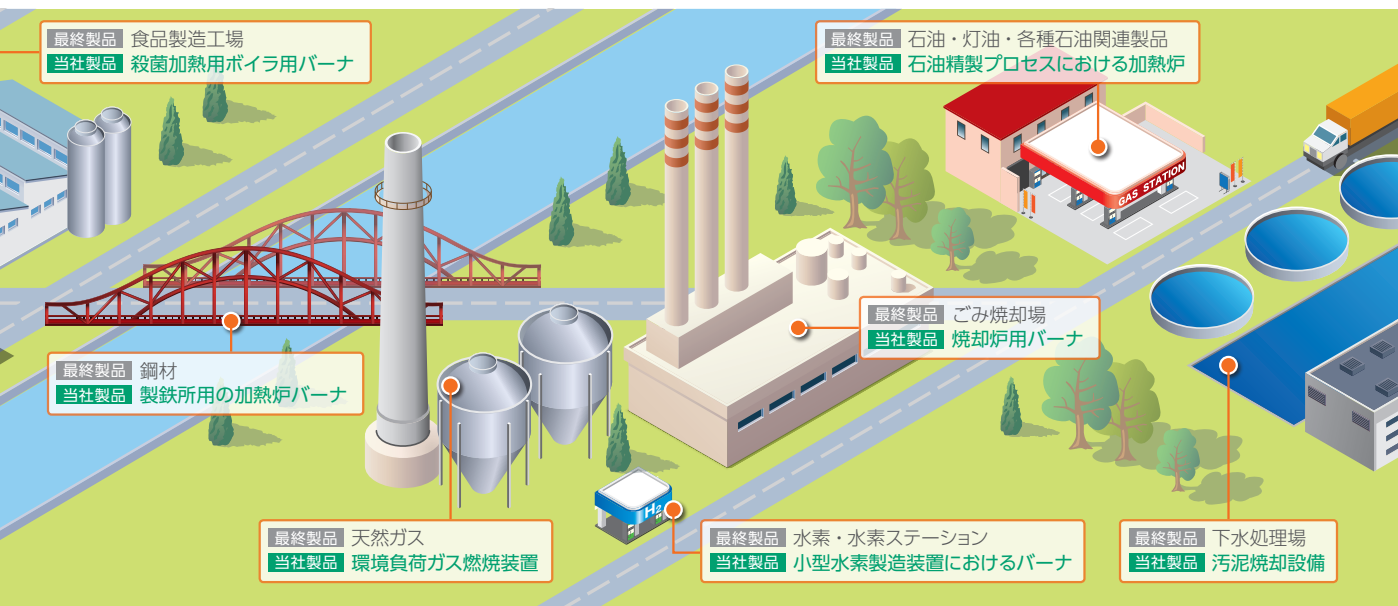 最終製品 食品製造工場
当社製品 殺菌加熱用ボイラ用バーナ
最終製品 石油・灯油・各種石油関連製品
当社製品 石油精製プロセスにおける加熱炉
GAS STATION
最終製品 ごみ焼却場
当社製品 焼却炉用バーナ
最終製品 鋼材
当社製品 製鉄所用の加熱炉バーナ
H2
最終製品 天然ガス
当社製品 環境負荷ガス燃焼装置
最終製品 水素・水素ステーション
当社製品 小型水素製造装置におけるバーナ
最終製品 下水処理場
当社製品 汚泥焼却設備